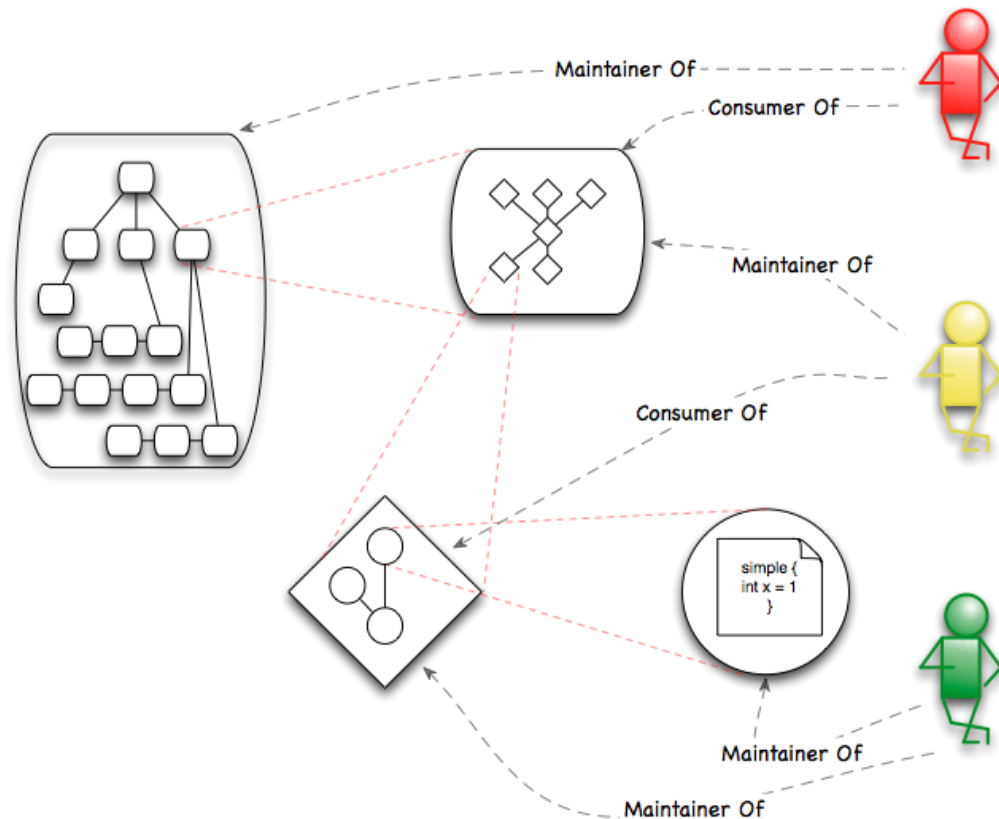 Maintainer Of
Consumer Of
Maintainer Of
Consumer Of
simple {
int x = 1
}
Maintainer Of
Maintainer Of